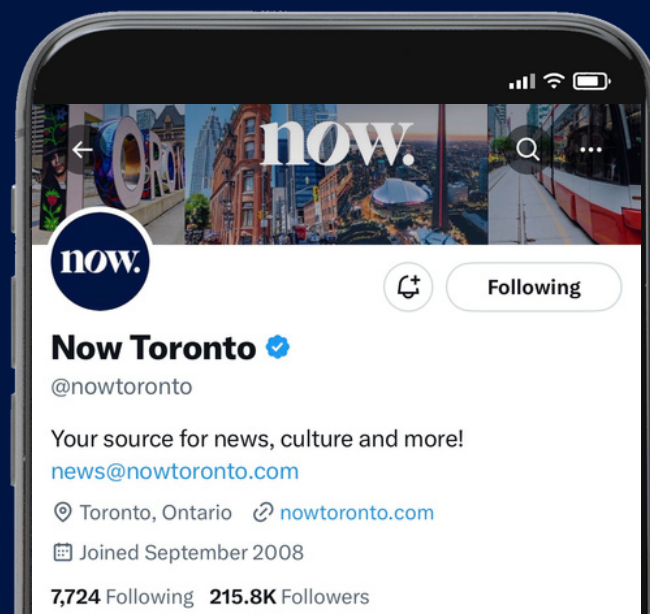 now.
now.
Following
Now Toronto
@nowtoronto
Your source for news, culture and more!
news@nowtoronto.com
Toronto, Ontario nowtoronto.com
Joined September 2008
7,724 Following 215.8K Followers